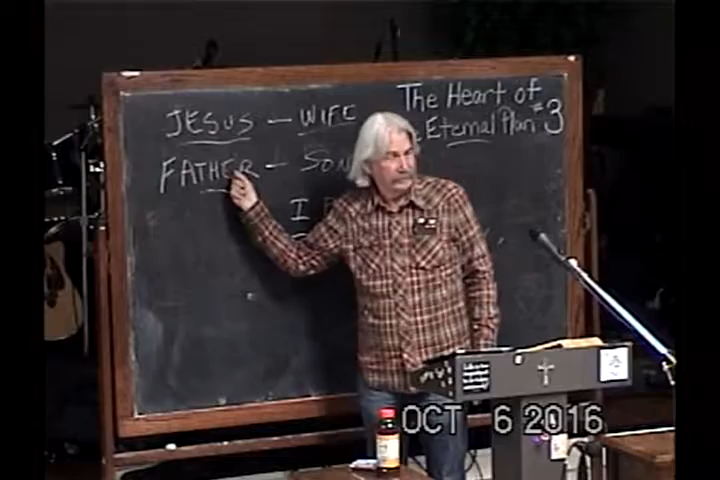 JESUS - WIFE
FATHER - SON
I
The Heart of
Eternal Plan #3
OCT 6 2016